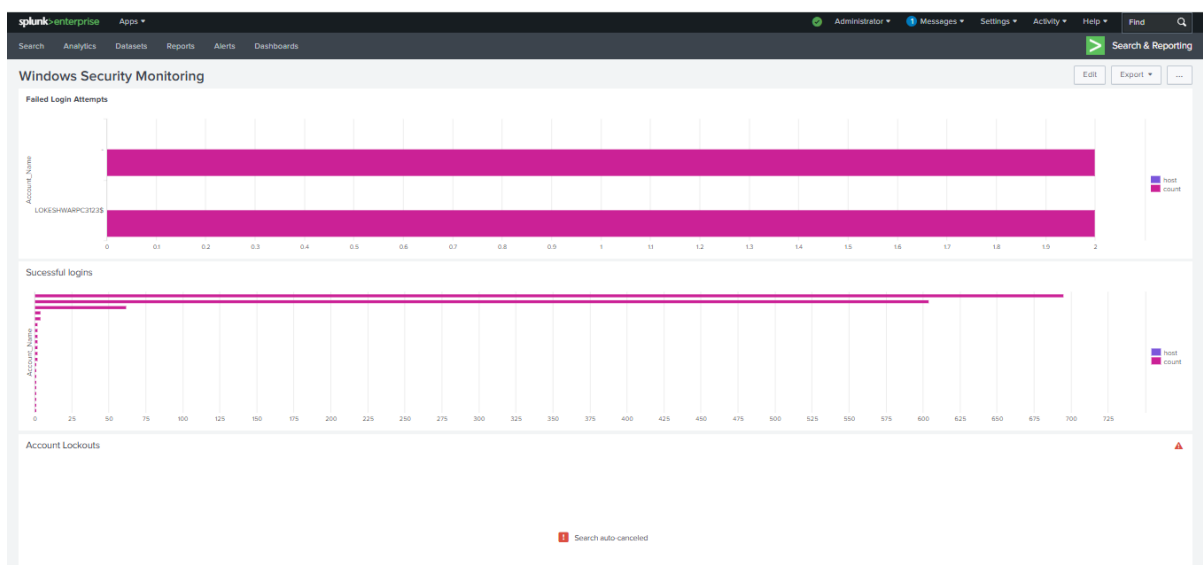 splunk>enterprise Apps ▾ Administrator ▾ 1 Messages ▾ Settings ▾ Activity ▾ Help ▾ Find
Search Analytics Datasets Reports Alerts Dashboards > Search & Reporting
Windows Security Monitoring Edit Export ▾ ...
Failed Login Attempts
Account_Name
-
LOKESHWARPC3123$
host
count
0 0.1 0.2 0.3 0.4 0.5 0.6 0.7 0.8 0.9 1 1.1 1.2 1.3 1.4 1.5 1.6 1.7 1.8 1.9 2
Sucessful logins
Account_Name
host
count
0 25 50 75 100 125 150 175 200 225 250 275 300 325 350 375 400 425 450 475 500 525 550 575 600 625 650 675 700 725
Account Lockouts
! Search auto-canceled